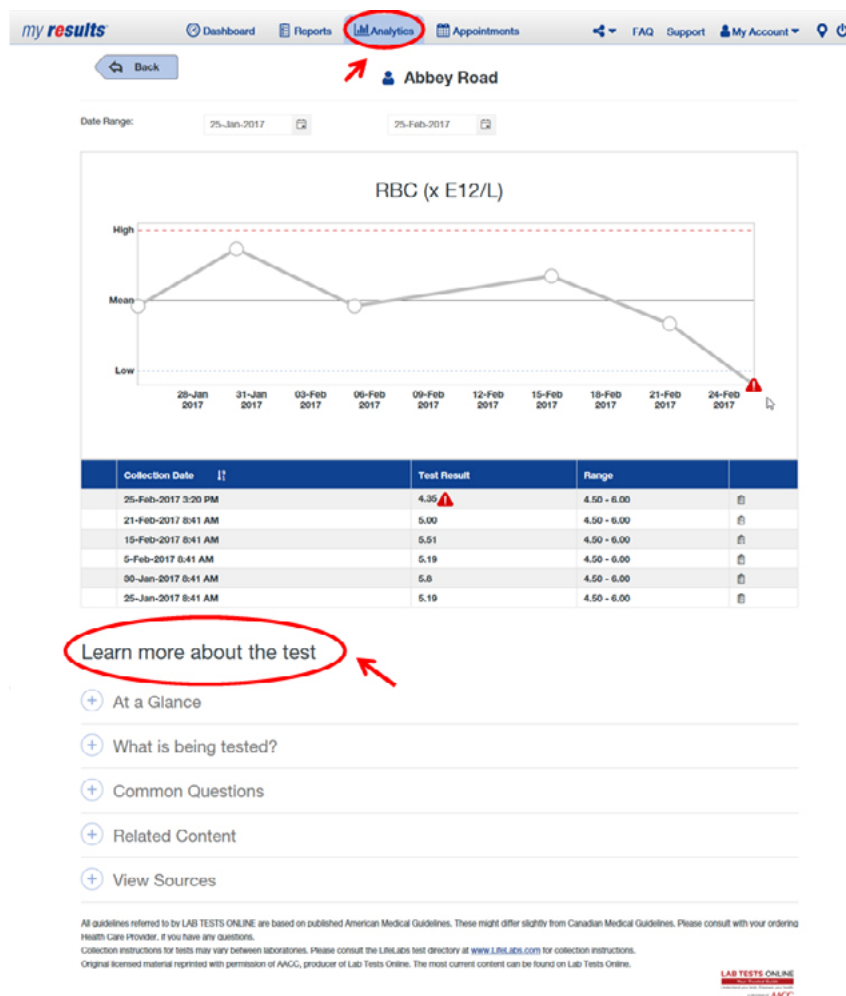 my results Dashboard Reports Analytics Appointments FAQ Support My Account
Back
Abbey Road
Date Range: 25-Jan-2017 25-Feb-2017
RBC (x E12/L)
High
Mean
Low
28-Jan 31-Jan 03-Feb 06-Feb 09-Feb 12-Feb 15-Feb 18-Feb 21-Feb 24-Feb
2017 2017 2017 2017 2017 2017 2017 2017 2017 2017
Collection Date Test Result Range
25-Feb-2017 3:20 PM 4.35 4.50 - 6.00
21-Feb-2017 8:41 AM 5.00 4.50 - 6.00
15-Feb-2017 8:41 AM 5.51 4.50 - 6.00
5-Feb-2017 8:41 AM 5.19 4.50 - 6.00
30-Jan-2017 8:41 AM 5.8 4.50 - 6.00
25-Jan-2017 8:41 AM 5.19 4.50 - 6.00
Learn more about the test
At a Glance
What is being tested?
Common Questions
Related Content
View Sources
All guidelines referred to by LAB TESTS ONLINE are based on published American Medical Guidelines. These might differ slightly from Canadian Medical Guidelines. Please consult with your ordering
Health Care Provider, if you have any questions.
Collection instructions for tests may vary between laboratories. Please consult the LifeLabs test directory at www.LifeLabs.com for collection instructions.
Original licensed material reprinted with permission of AACC, producer of Lab Tests Online. The most current content can be found on Lab Tests Online.
LAB TESTS ONLINE
AACC